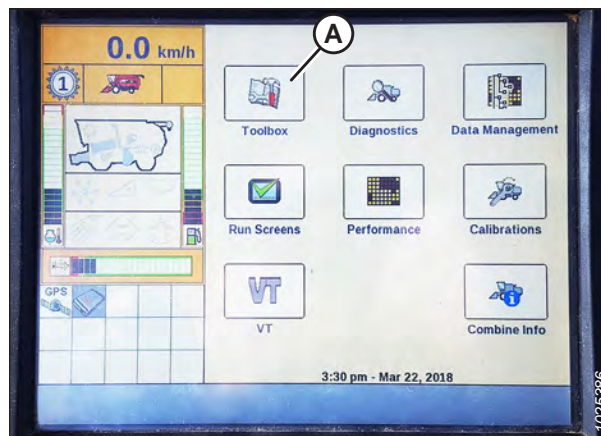 0.0 km/h
A
1
Toolbox
Diagnostics
Data Management
Run Screens
Performance
Calibrations
GPS
VT
VT
Combine Info
3:30 pm - Mar 22, 2018
1025286